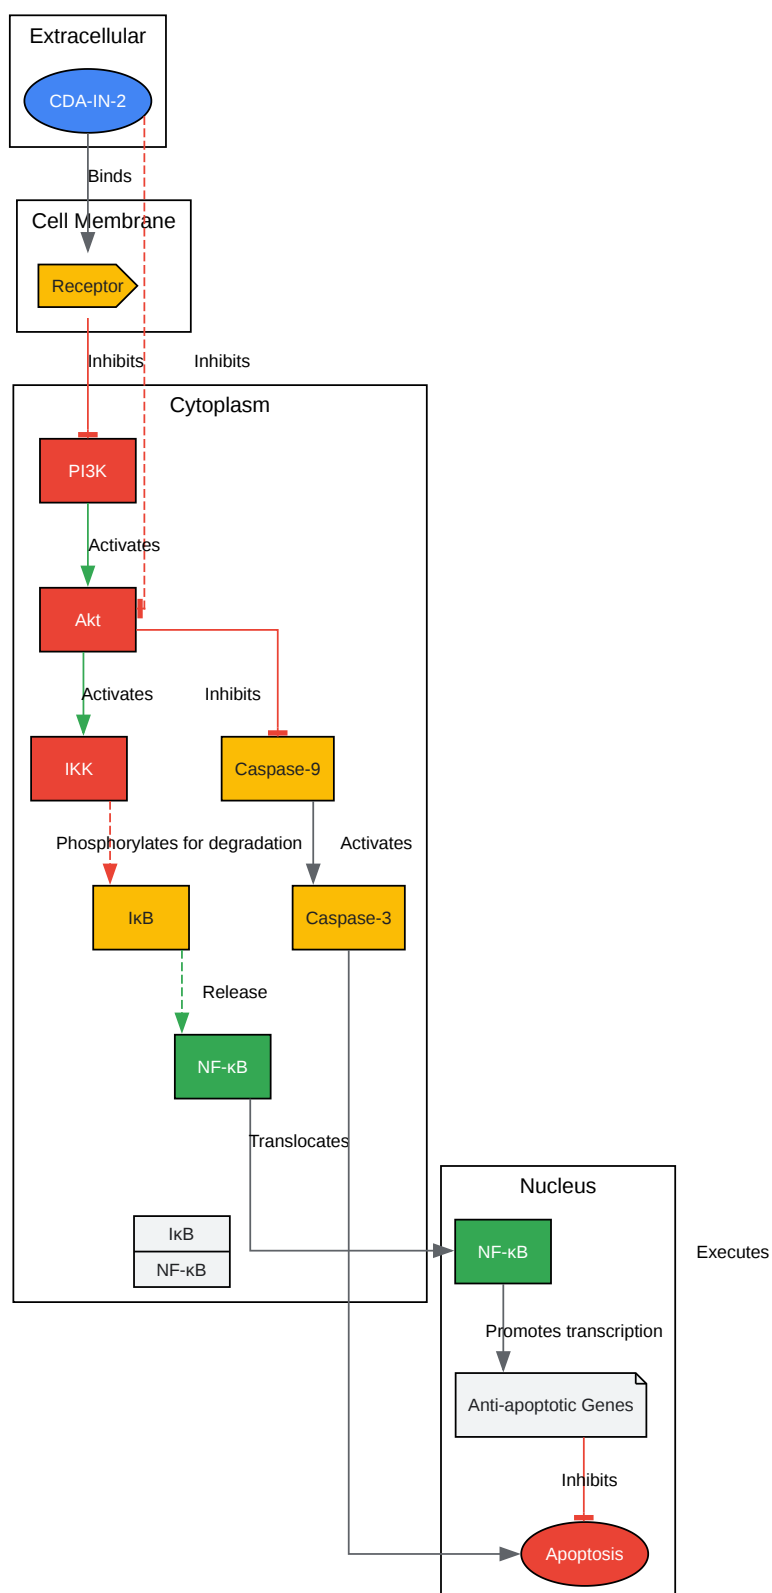 Extracellular
CDA-IN-2
Binds
Cell Membrane
Receptor
Inhibits
Inhibits
Cytoplasm
PI3K
Activates
Akt
Activates
Inhibits
IKK
Caspase-9
Phosphorylates for degradation
Activates
IκB
Caspase-3
Release
NF-κB
Translocates
Nucleus
IκB
NF-κB
NF-κB
Executes
Promotes transcription
Anti-apoptotic Genes
Inhibits
Apoptosis